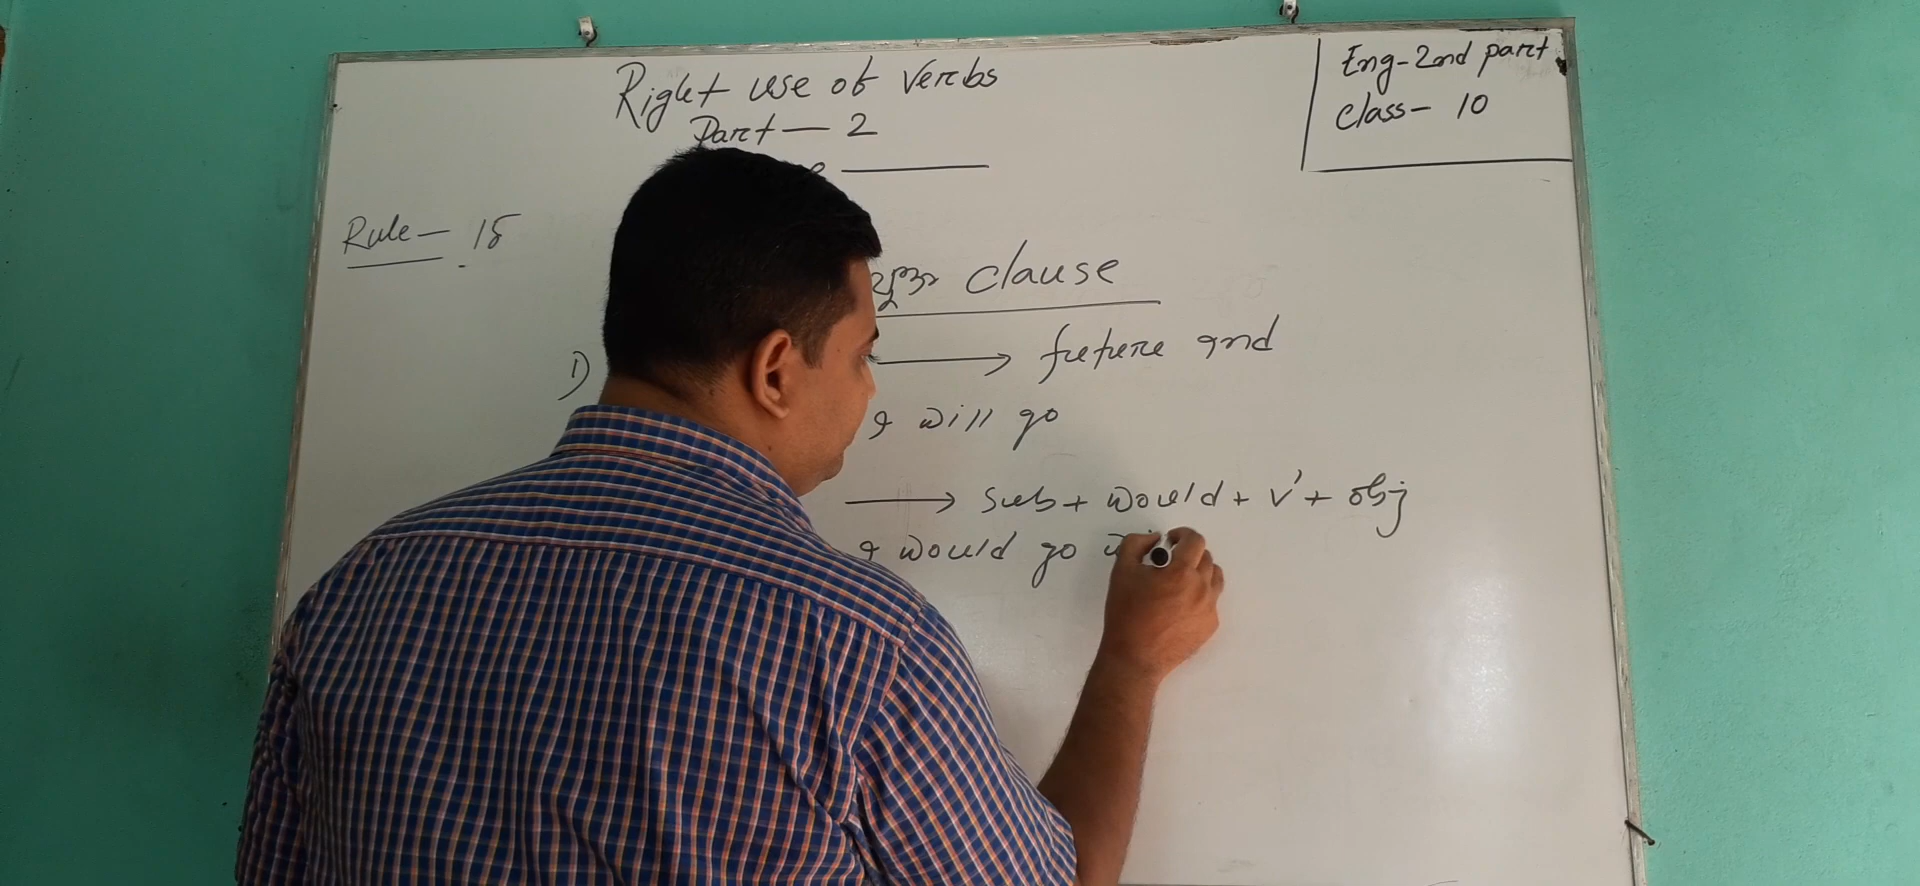 Right use of Verbs
Part - 2
Eng-2nd part
class- 10
Rule- 18
clause
1) → future and
I will go
→ sub + would + v¹ + obj
I would go